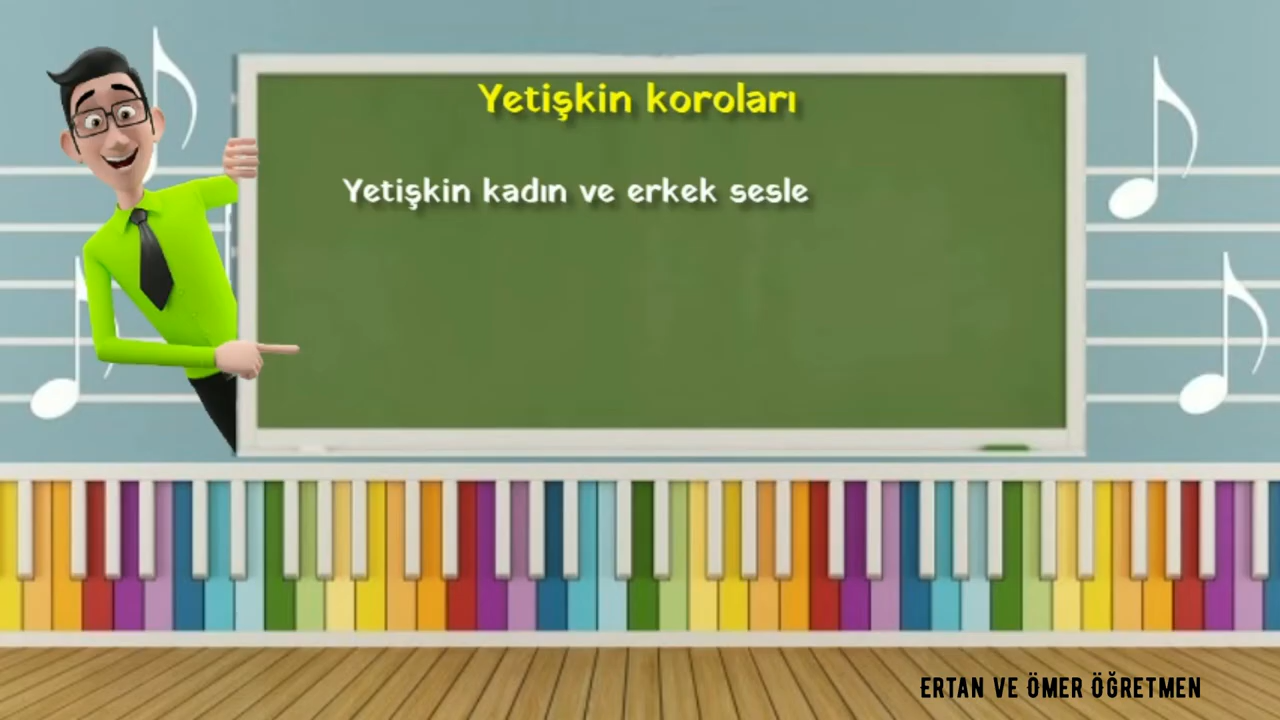 Yetişkin koroları
Yetişkin kadın ve erkek sesle
ERTAN VE ÖMER ÖĞRETMEN